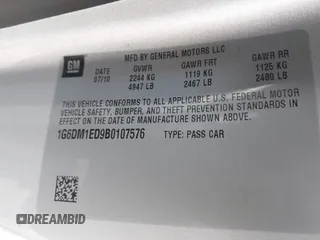 GM
MFD BY GENERAL MOTORS LLC
DATE GVWR GAWR FRT GAWR RR
07/10 2244 KG 1119 KG 1125 KG
4947 LB 2467 LB 2480 LB
THIS VEHICLE CONFORMS TO ALL APPLICABLE U.S. FEDERAL MOTOR
VEHICLE SAFETY, BUMPER, AND THEFT PREVENTION STANDARDS
IN EFFECT ON THE DATE OF MANUFACTURE SHOWN ABOVE.
1G6DM1ED9B0107576 TYPE: PASS CAR
DREAMBID